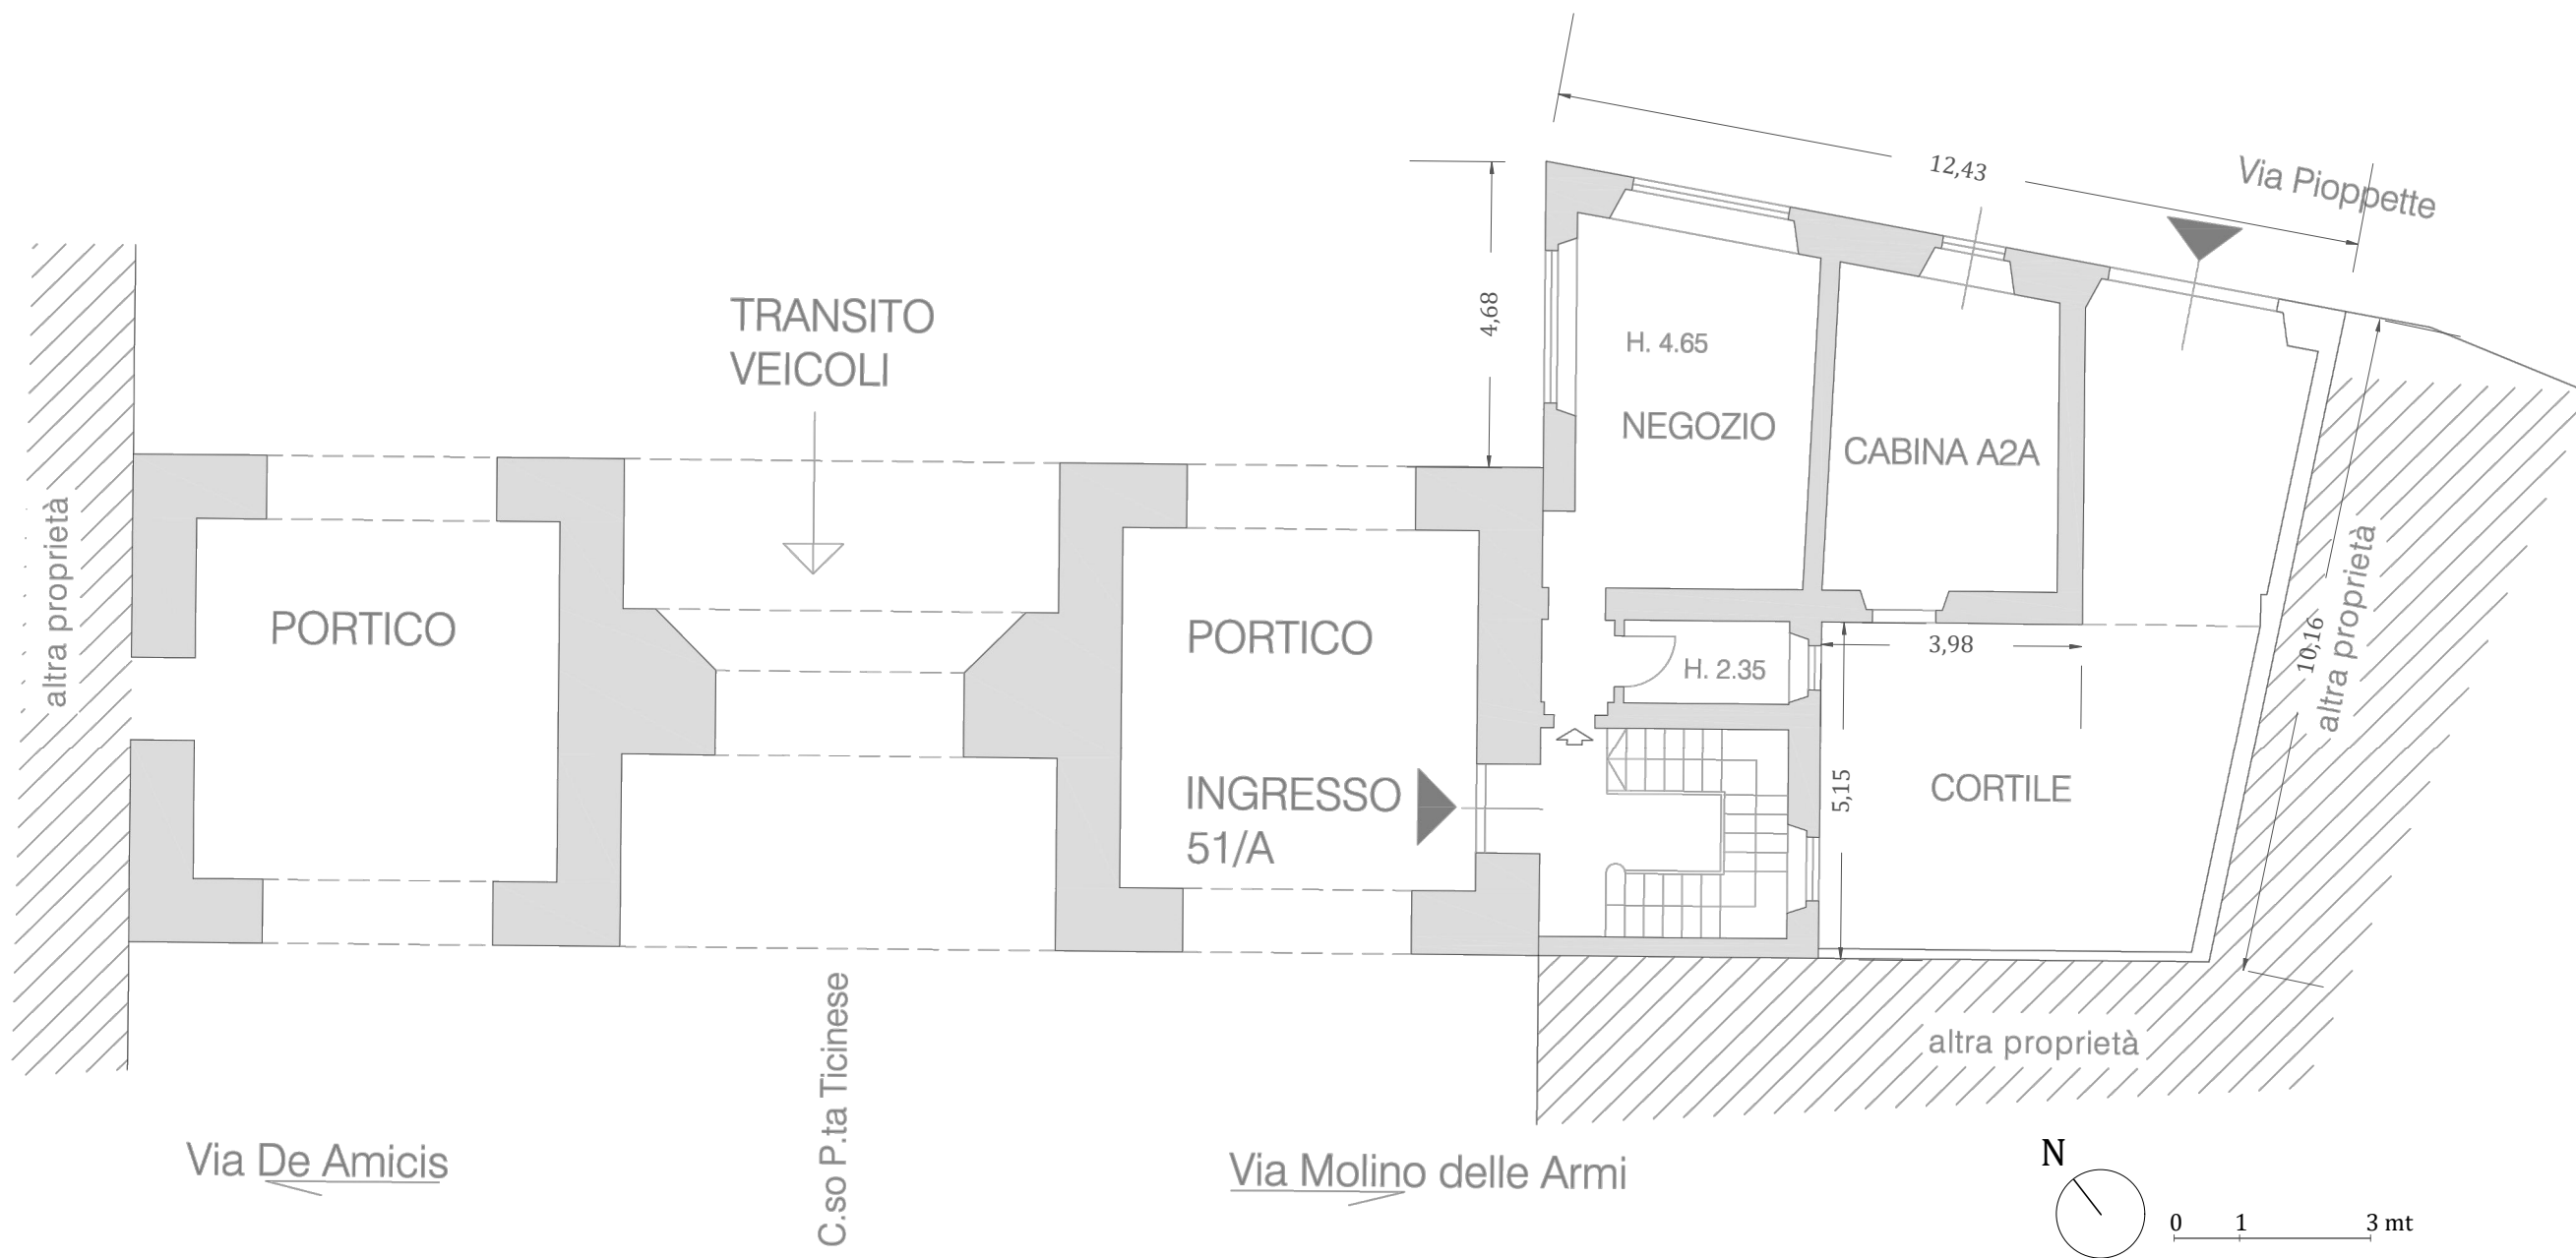 12,43
Via Pioppette
TRANSITO
VEICOLI
4,68
H. 4.65
NEGOZIO
CABINA A2A
altra proprietà
PORTICO
PORTICO
H. 2.35
3,98
10,16
altra proprietà
INGRESSO
51/A
5,15
CORTILE
altra proprietà
C.so P.ta Ticinese
Via De Amicis
Via Molino delle Armi
N
0 1 3 mt